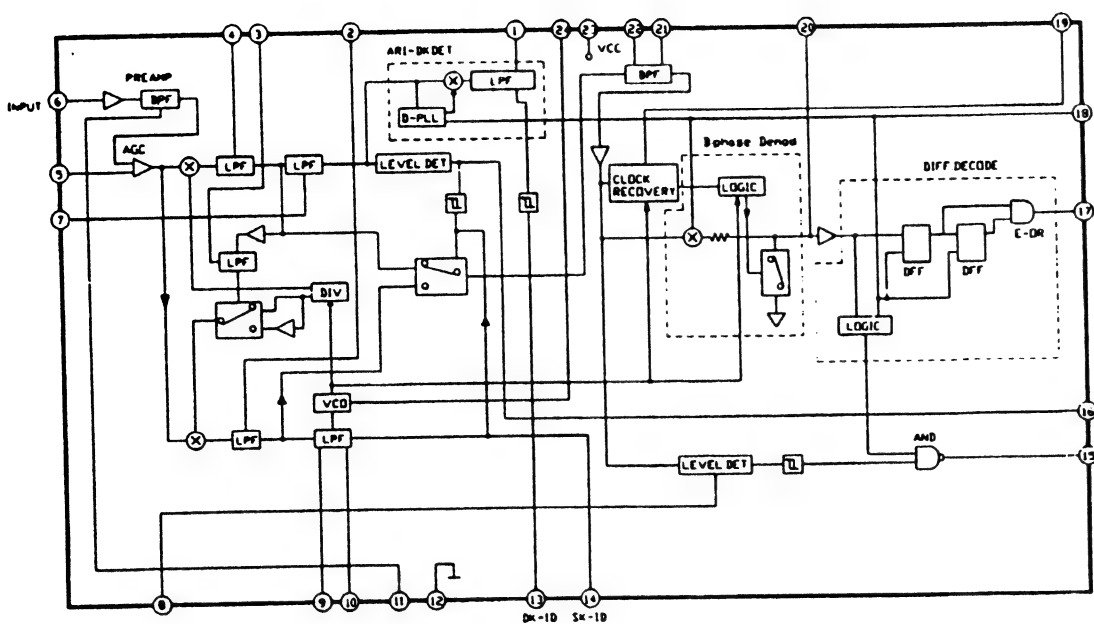 4 3 2 1 24 23 22 21 20 19
VCC
ARI-DKDET
PREAMP
LPF
BPF
INPUT 6
BPF
D-PLL
18
AGC
Biphase Demod
5
LPF
LPF
LEVEL DET
CLOCK RECOVERY
LOGIC
DIFF DECODE
7
17
E-OR
LPF
DFF
DFF
DIV
LOGIC
VCO
16
AND
LPF
LPF
LEVEL DET
15
8 9 10 11 12 13 14
DK-ID SK-ID